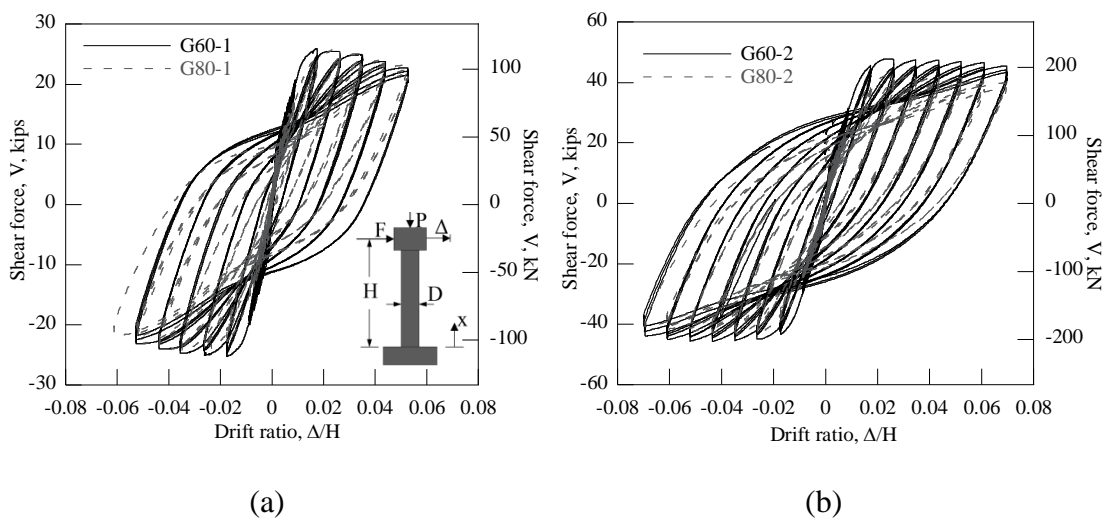 30
20
10
0
-10
-20
-30
-0.08
-0.06
-0.04
-0.02
0
0.02
0.04
0.06
0.08
100
50
0
-50
-100
G60-1
G80-1
Shear force, V, kips
Shear force, V, kN
Drift ratio, Δ/H
P
F
Δ
H
D
x
(a)
60
40
20
0
-20
-40
-60
-0.08
-0.06
-0.04
-0.02
0
0.02
0.04
0.06
0.08
200
100
0
-100
-200
G60-2
G80-2
Shear force, V, kips
Shear force, V, kN
Drift ratio, Δ/H
(b)